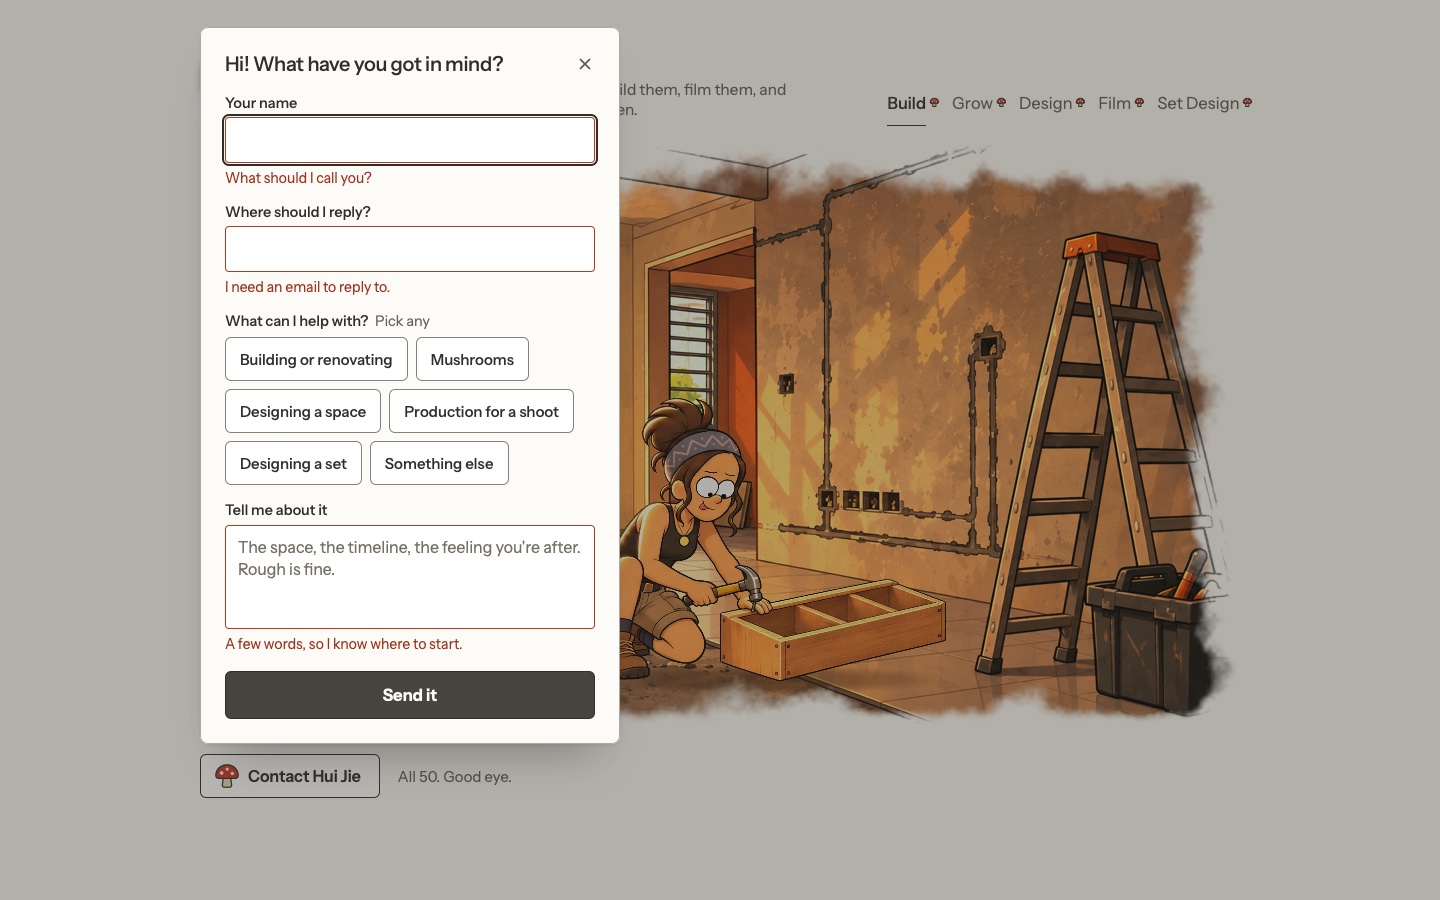 Hi! What have you got in mind?
Your name
What should I call you?
Where should I reply?
I need an email to reply to.
What can I help with? Pick any
Building or renovating
Mushrooms
Designing a space
Production for a shoot
Designing a set
Something else
Tell me about it
The space, the timeline, the feeling you're after.
Rough is fine.
A few words, so I know where to start.
Send it
them, film them, and
Build
Grow
Design
Film
Set Design
Contact Hui Jie
All 50. Good eye.